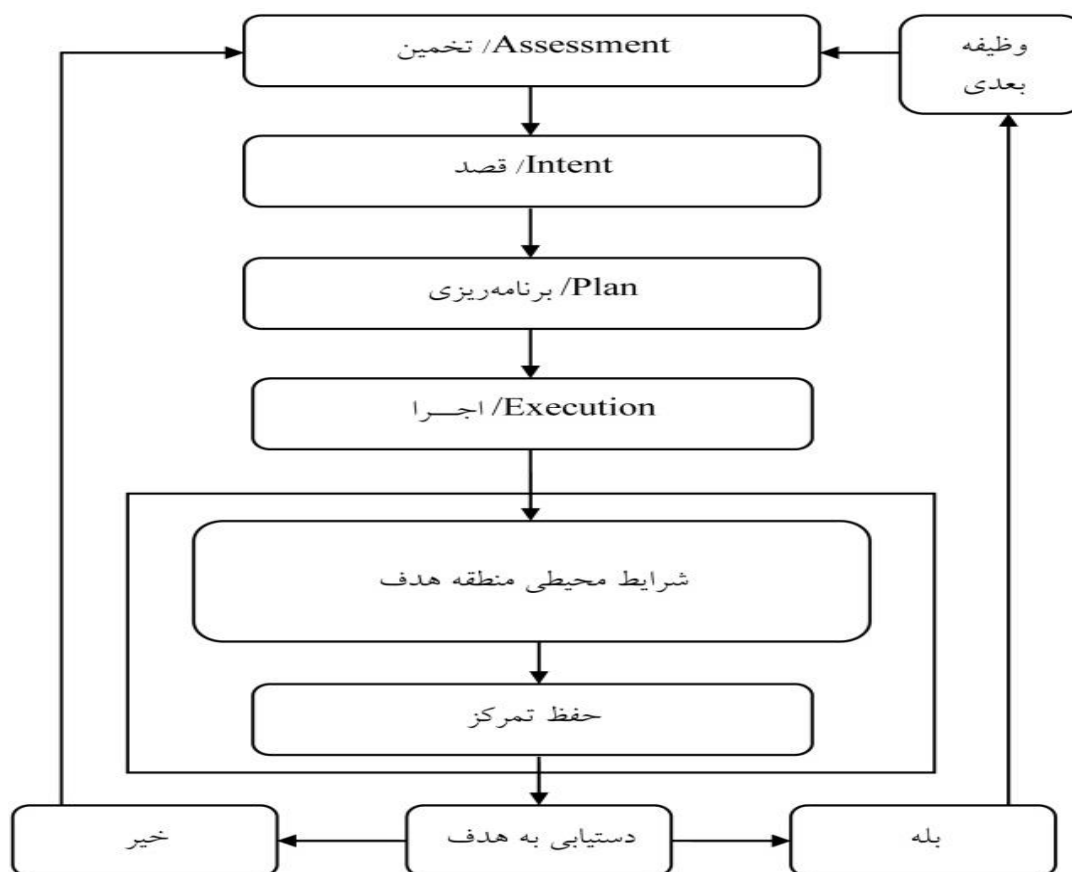 تخمین /Assessment
وظیفه
بعدی
قصد /Intent
برنامه‌ریزی /Plan
اجــرا /Execution
شرایط محیطی منطقه هدف
حفظ تمرکز
دستیابی به هدف
بله
خیر